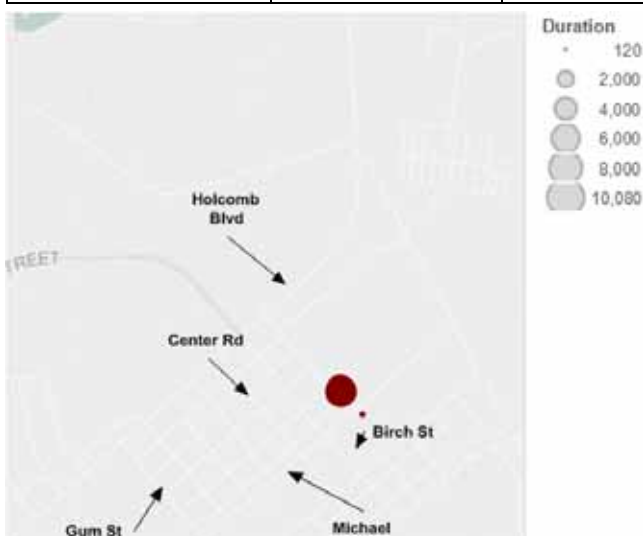 Duration
120
2,000
4,000
6,000
8,000
10,080
Holcomb
Blvd
TREET
Center Rd
Birch St
Gum St
Michael